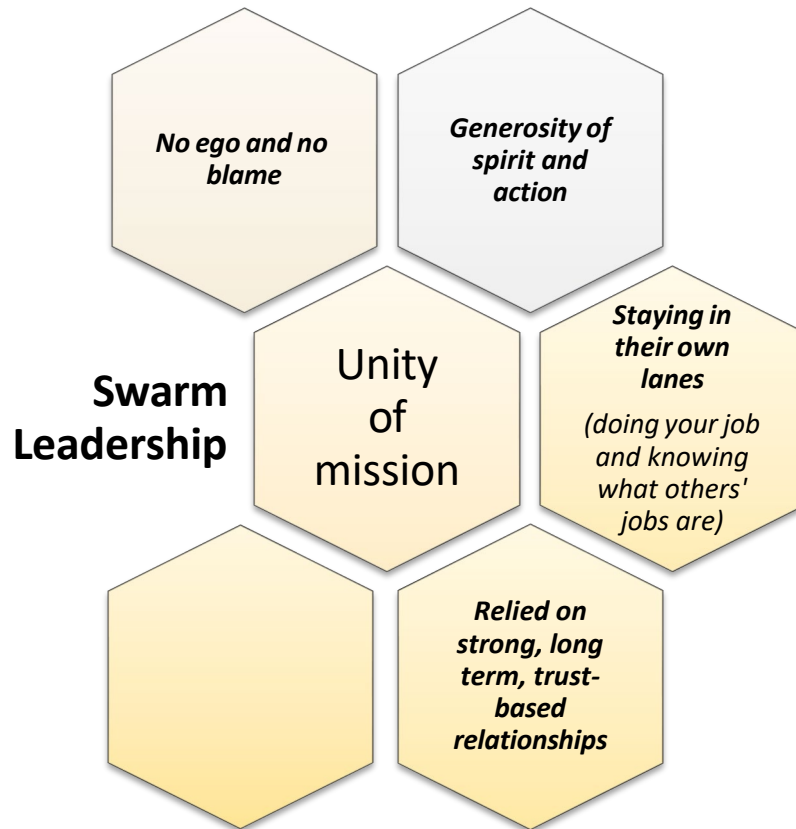 No ego and no
blame
Generosity of
spirit and
action
Swarm
Leadership
Unity
of
mission
Staying in
their own
lanes
(doing your job
and knowing
what others'
jobs are)
Relied on
strong, long
term, trust-
based
relationships